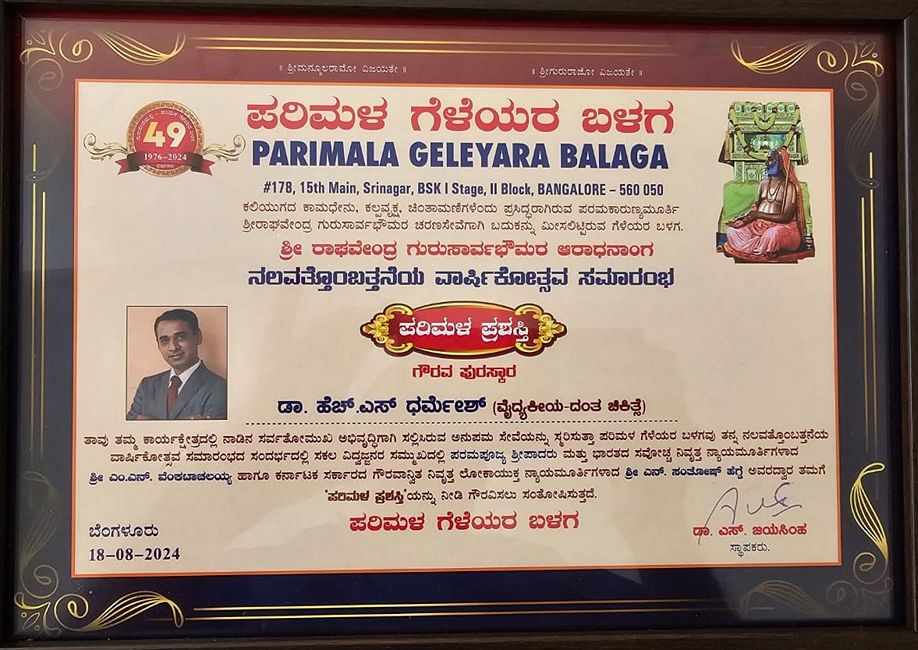 ॥ ಶ್ರೀಮನ್ಮೂಲರಾಮೋ ವಿಜಯತೇ ॥
॥ ಶ್ರೀಗುರುರಾಜೋ ವಿಜಯತೇ ॥
49
1976-2024
ಪರಿಮಳ ಗೆಳೆಯರ ಬಳಗ
PARIMALA GELEYARA BALAGA
#178, 15th Main, Srinagar, BSK I Stage, II Block, BANGALORE – 560 050
ಕಲಿಯುಗದ ಕಾಮಧೇನು, ಕಲ್ಪವೃಕ್ಷ, ಚಿಂತಾಮಣಿಗಳೆಂದು ಪ್ರಸಿದ್ಧರಾಗಿರುವ ಪರಮಕಾರುಣ್ಯಮೂರ್ತಿ
ಶ್ರೀರಾಘವೇಂದ್ರ ಗುರುಸಾರ್ವಭೌಮರ ಚರಣಸೇವೆಗಾಗಿ ಬದುಕನ್ನು ಮೀಸಲಿಟ್ಟಿರುವ ಗೆಳೆಯರ ಬಳಗ.
ಶ್ರೀ ರಾಘವೇಂದ್ರ ಗುರುಸಾರ್ವಭೌಮರ ಆರಾಧನಾಂಗ
ನಲವತ್ತೊಂಬತ್ತನೆಯ ವಾರ್ಷಿಕೋತ್ಸವ ಸಮಾರಂಭ
ಪರಿಮಳ ಪ್ರಶಸ್ತಿ
ಗೌರವ ಪುರಸ್ಕಾರ
ಡಾ. ಹೆಚ್.ಎಸ್ ಧರ್ಮೇಶ್ (ವೈದ್ಯಕೀಯ-ದಂತ ಚಿಕಿತ್ಸೆ)
ತಾವು ತಮ್ಮ ಕಾರ್ಯಕ್ಷೇತ್ರದಲ್ಲಿ ನಾಡಿನ ಸರ್ವತೋಮುಖ ಅಭಿವೃದ್ಧಿಗಾಗಿ ಸಲ್ಲಿಸಿರುವ ಅನುಪಮ ಸೇವೆಯನ್ನು ಸ್ಮರಿಸುತ್ತಾ ಪರಿಮಳ ಗೆಳೆಯರ ಬಳಗವು ತನ್ನ ನಲವತ್ತೊಂಬತ್ತನೆಯ
ವಾರ್ಷಿಕೋತ್ಸವ ಸಮಾರಂಭದ ಸಂದರ್ಭದಲ್ಲಿ ಸಕಲ ವಿದ್ವಜ್ಜನರ ಸಮ್ಮುಖದಲ್ಲಿ ಪರಮಪೂಜ್ಯ ಶ್ರೀಪಾದರು ಮತ್ತು ಭಾರತದ ಸರ್ವೋಚ್ಚ ನಿವೃತ್ತ ನ್ಯಾಯಮೂರ್ತಿಗಳಾದ
ಶ್ರೀ ಎಂ.ಎನ್. ವೆಂಕಟಾಚಲಯ್ಯ ಹಾಗೂ ಕರ್ನಾಟಕ ಸರ್ಕಾರದ ಗೌರವಾನ್ವಿತ ನಿವೃತ್ತ ಲೋಕಾಯುಕ್ತ ನ್ಯಾಯಮೂರ್ತಿಗಳಾದ ಶ್ರೀ ಎನ್. ಸಂತೋಷ್ ಹೆಗ್ಡೆ ಅವರದ್ವಾರ ತಮಗೆ
'ಪರಿಮಳ ಪ್ರಶಸ್ತಿ'ಯನ್ನು ನೀಡಿ ಗೌರವಿಸಲು ಸಂತೋಷಿಸುತ್ತದೆ.
ಪರಿಮಳ ಗೆಳೆಯರ ಬಳಗ
ಬೆಂಗಳೂರು
18-08-2024
ಡಾ. ಎಸ್. ಜಯಸಿಂಹ
ಸ್ಥಾಪಕರು.